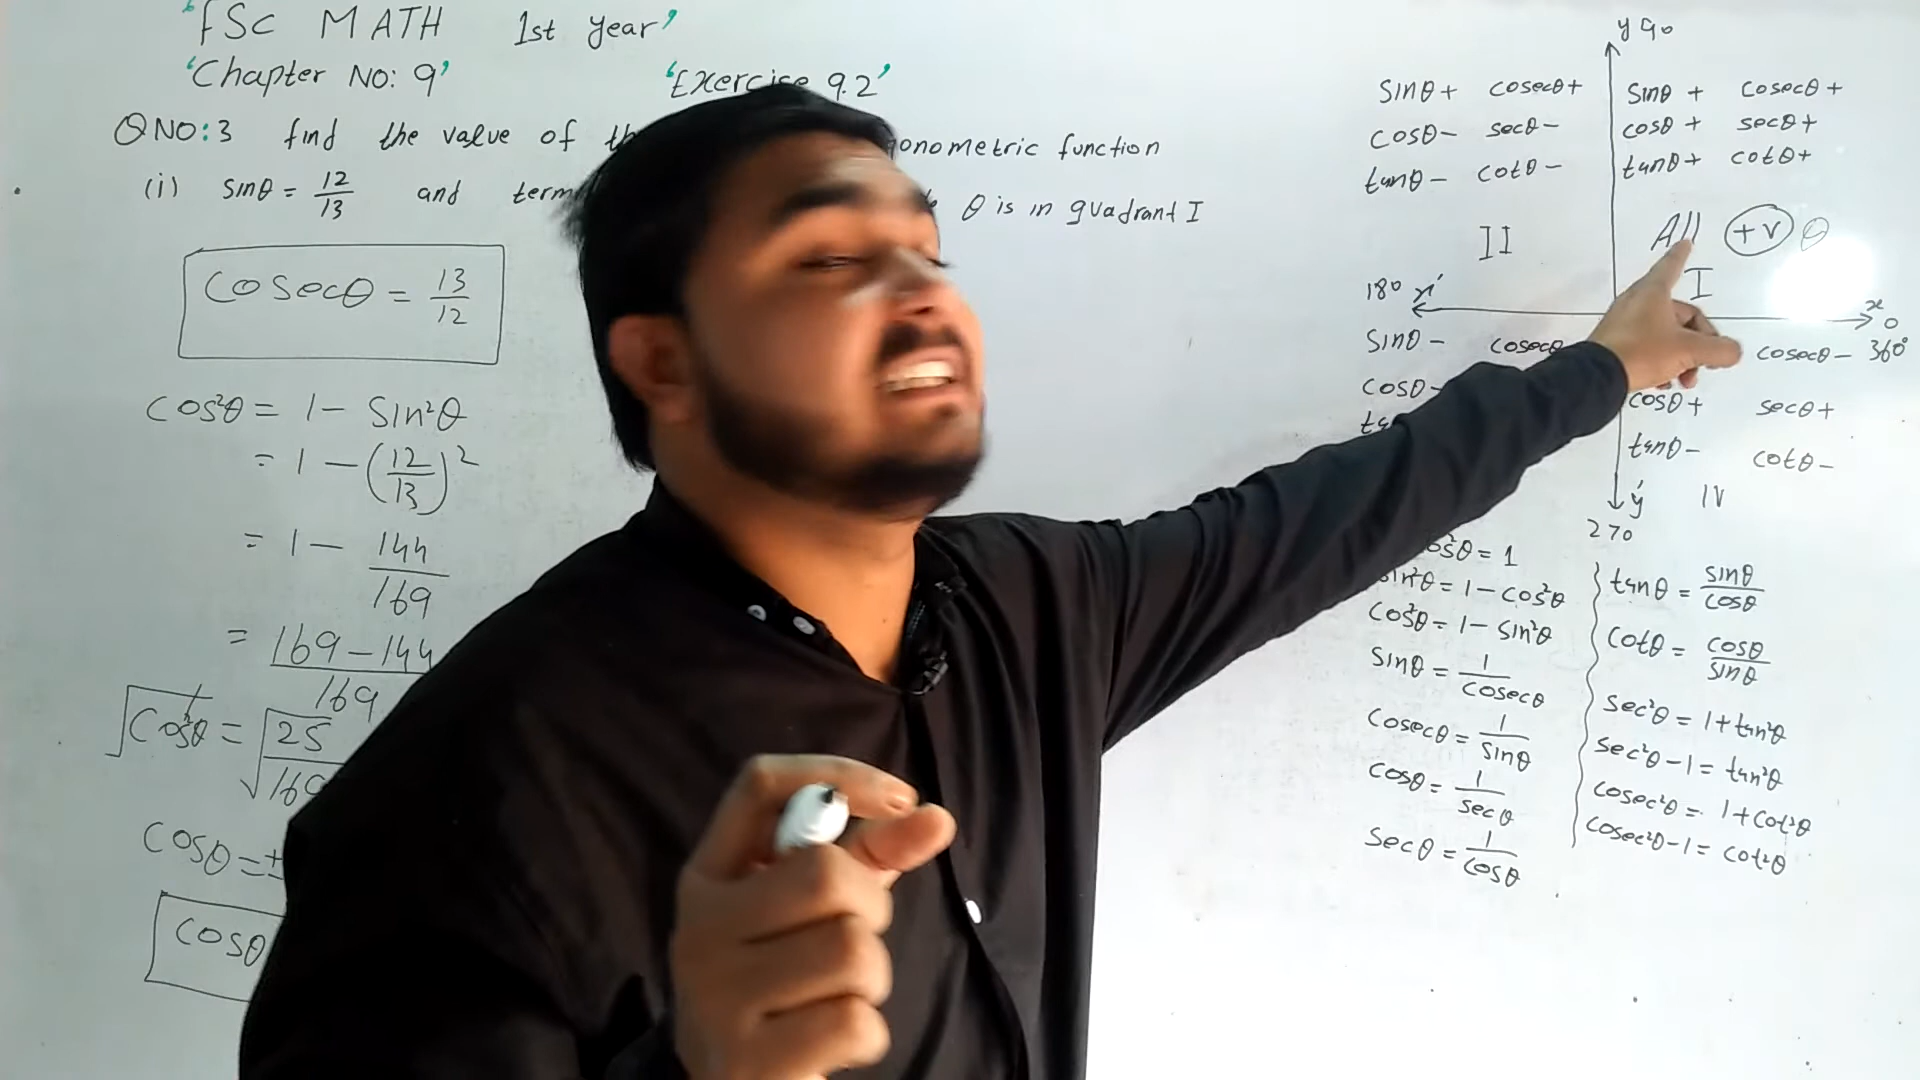 'FSc MATH 1st year'
'Chapter No: 9' 'Exercise 9.2'
QNO:3 find the value of function
(i) sinθ = 12/13 and θ is in quadrant I
Cosecθ = 13/12
Cos²θ = 1 - Sin²θ
= 1 - (12/13)²
= 1 - 144/169
= 169-144/169
√Cos²θ = √25/169
Cosθ = ±
Cosθ
y 90
Sinθ+ Cosecθ+
Cosθ- Secθ-
tanθ- Cotθ-
II
Sinθ + Cosecθ +
Cosθ + Secθ+
tanθ+ Cotθ+
All +v θ
I
180 x'
x 0
360°
Sinθ-
Cosθ-
Cosecθ-
Cosθ+ Secθ+
tanθ- Cotθ-
y' IV
270
= 1
Sin²θ = 1 - Cos²θ
Cos²θ = 1 - Sin²θ
Sinθ = 1/Cosecθ
Cosecθ = 1/Sinθ
Cosθ = 1/Secθ
Secθ = 1/Cosθ
tanθ = Sinθ/Cosθ
Cotθ = Cosθ/Sinθ
Sec²θ = 1+tan²θ
Sec²θ-1 = tan²θ
Cosec²θ = 1+Cot²θ
Cosec²θ-1 = Cot²θ